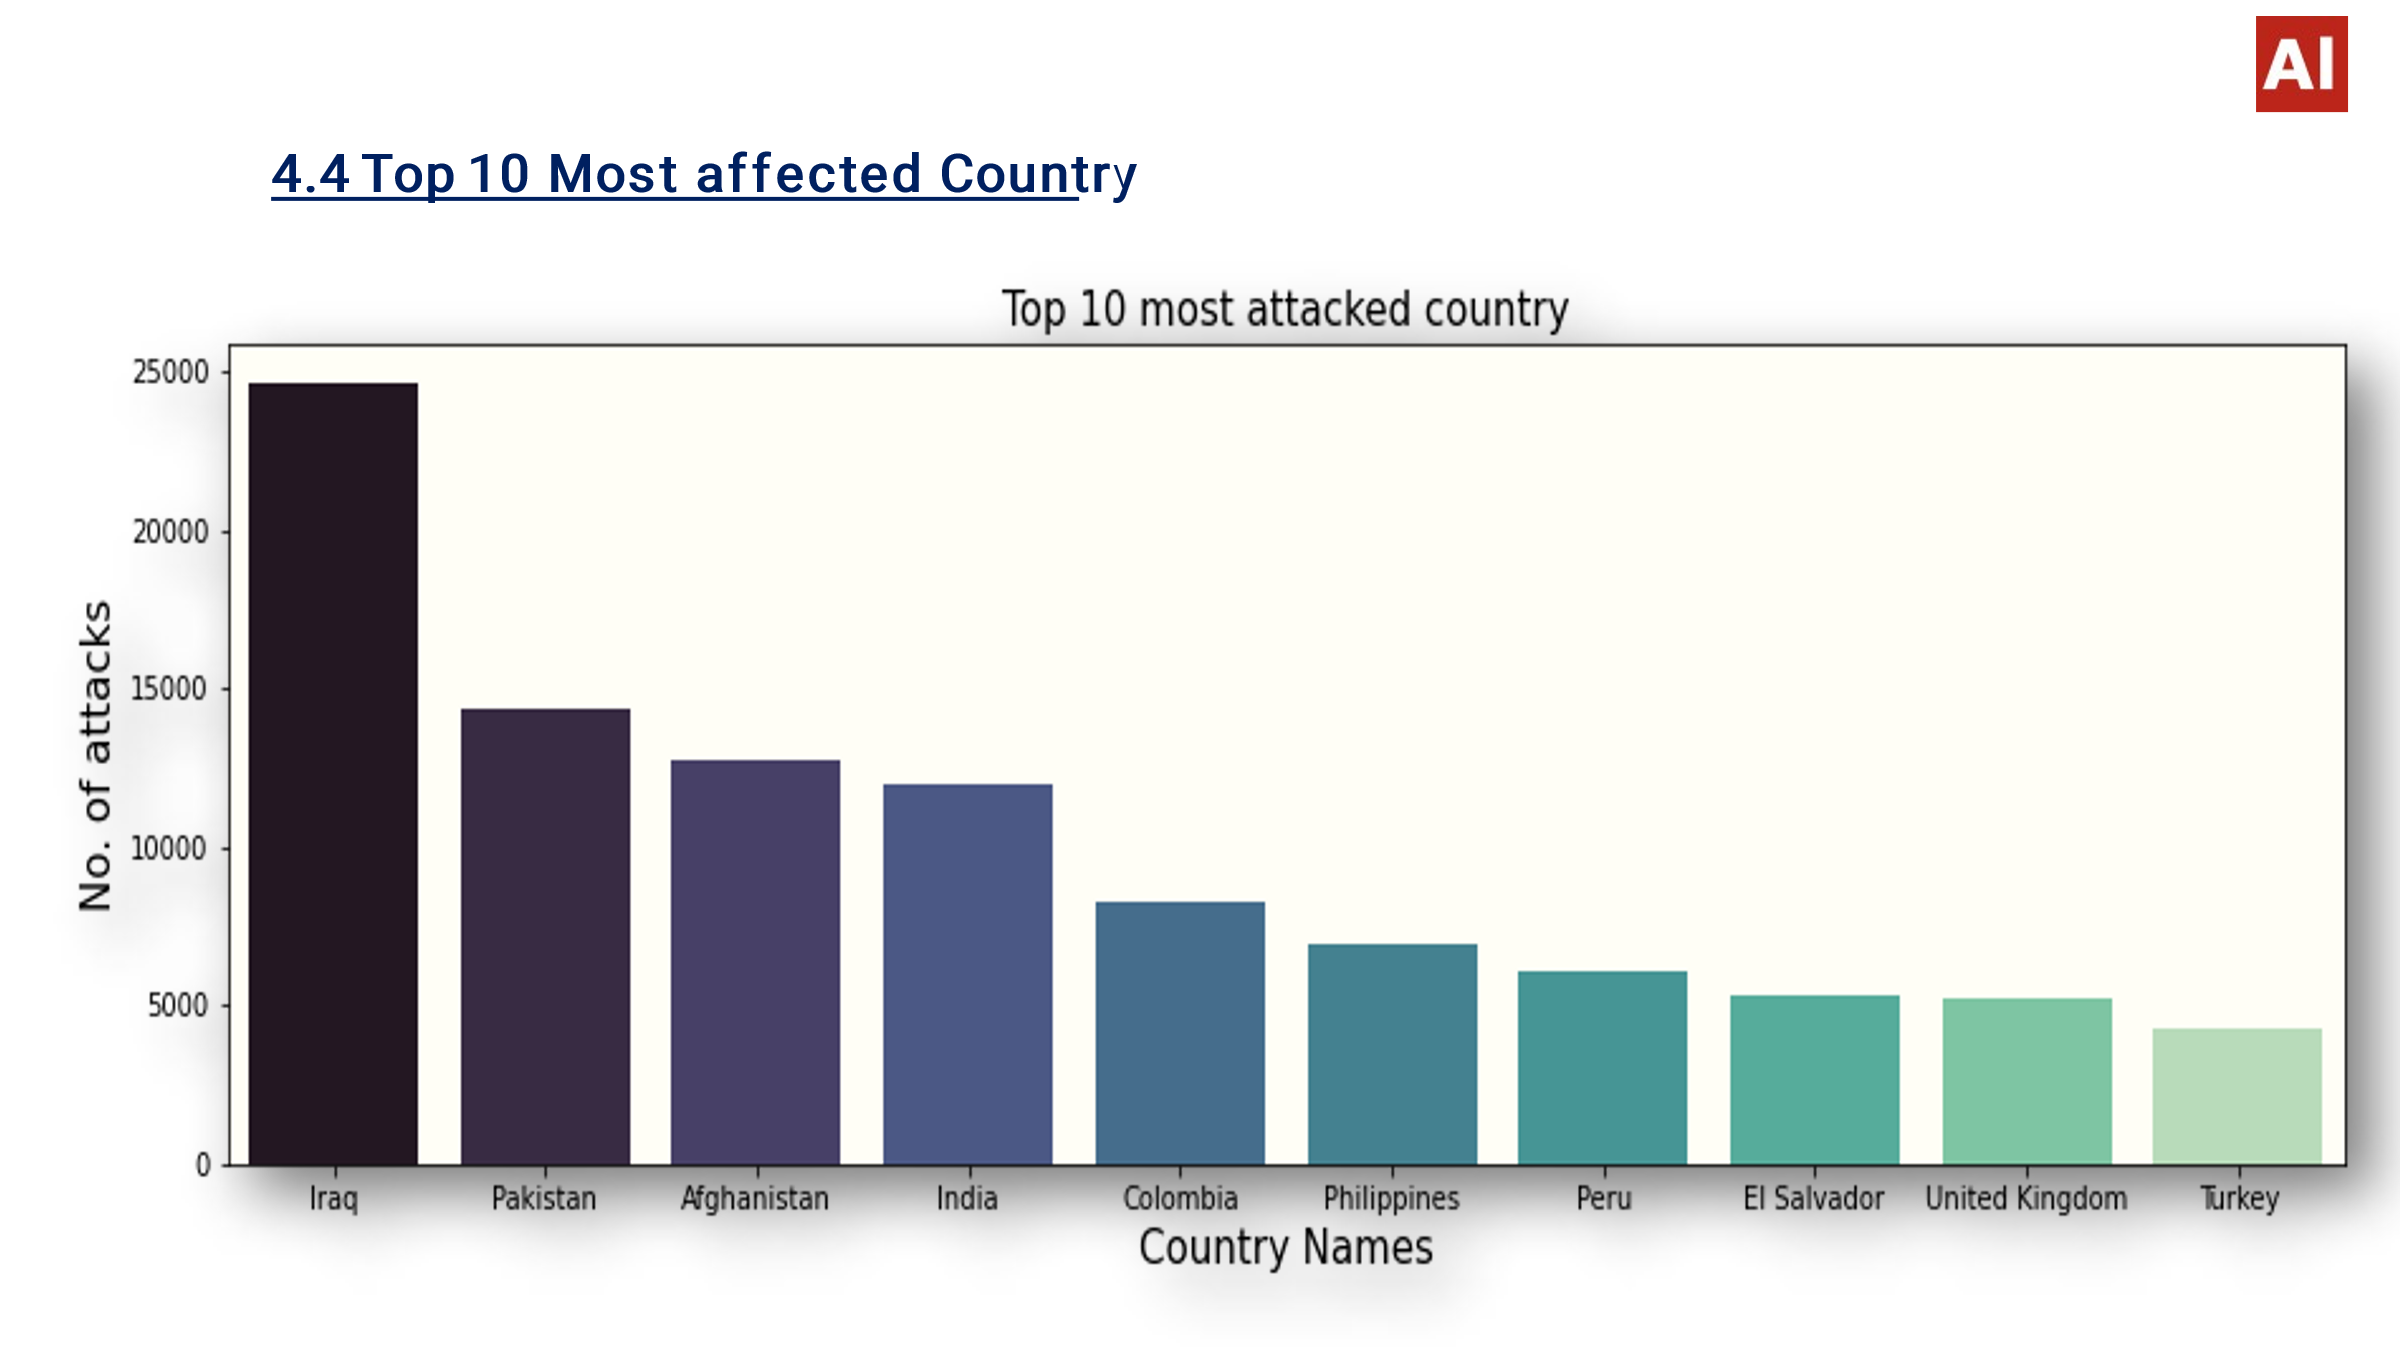 AI
4.4 Top 10 Most affected Country
Top 10 most attacked country
25000
20000
15000
10000
5000
0
No. of attacks
Iraq Pakistan Afghanistan India Colombia Philippines Peru El Salvador United Kingdom Turkey
Country Names